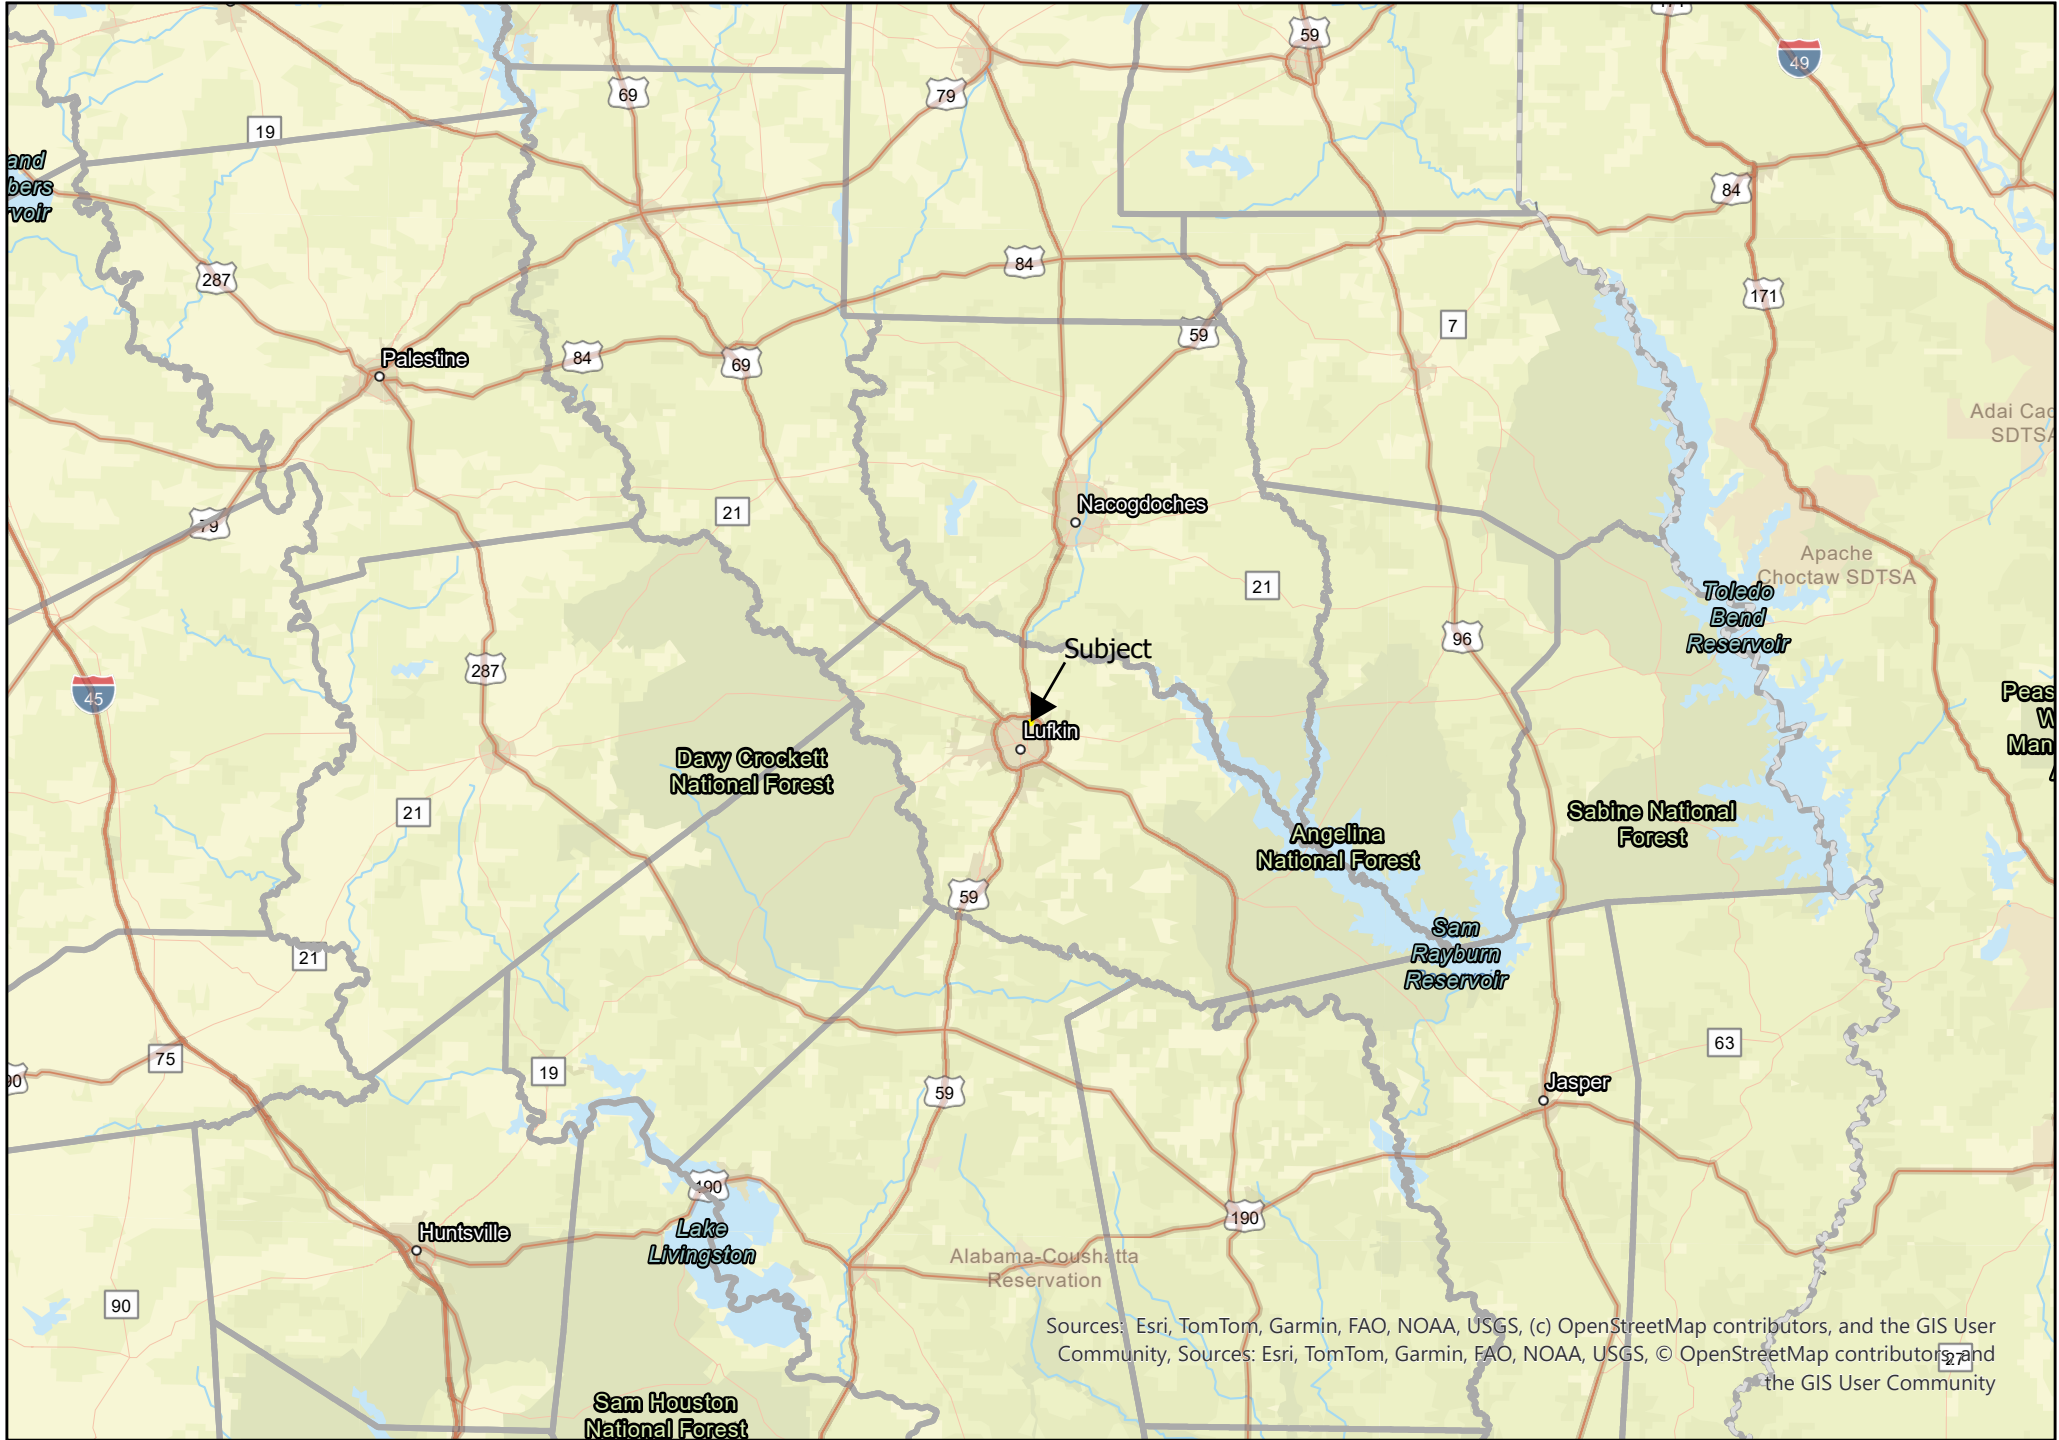 59
171
49
69
79
19
and
bers
rvoir
84
287
84
7
171
59
Palestine
84
69
Adai Cad
SDTSA
Nacogdoches
21
79
Apache
Choctaw SDTSA
21
Toledo
Bend
Reservoir
96
Subject
287
45
Peas
W
Man
A
Lufkin
Davy Crockett
National Forest
21
Sabine National
Forest
Angelina
National Forest
59
Sam
Rayburn
Reservoir
21
63
75
19
90
59
Jasper
190
190
Huntsville
Lake
Livingston
Alabama-Coushatta
Reservation
90
Sources: Esri, TomTom, Garmin, FAO, NOAA, USGS, (c) OpenStreetMap contributors, and the GIS User
Community, Sources: Esri, TomTom, Garmin, FAO, NOAA, USGS, © OpenStreetMap contributors, and
the GIS User Community
27
Sam Houston
National Forest